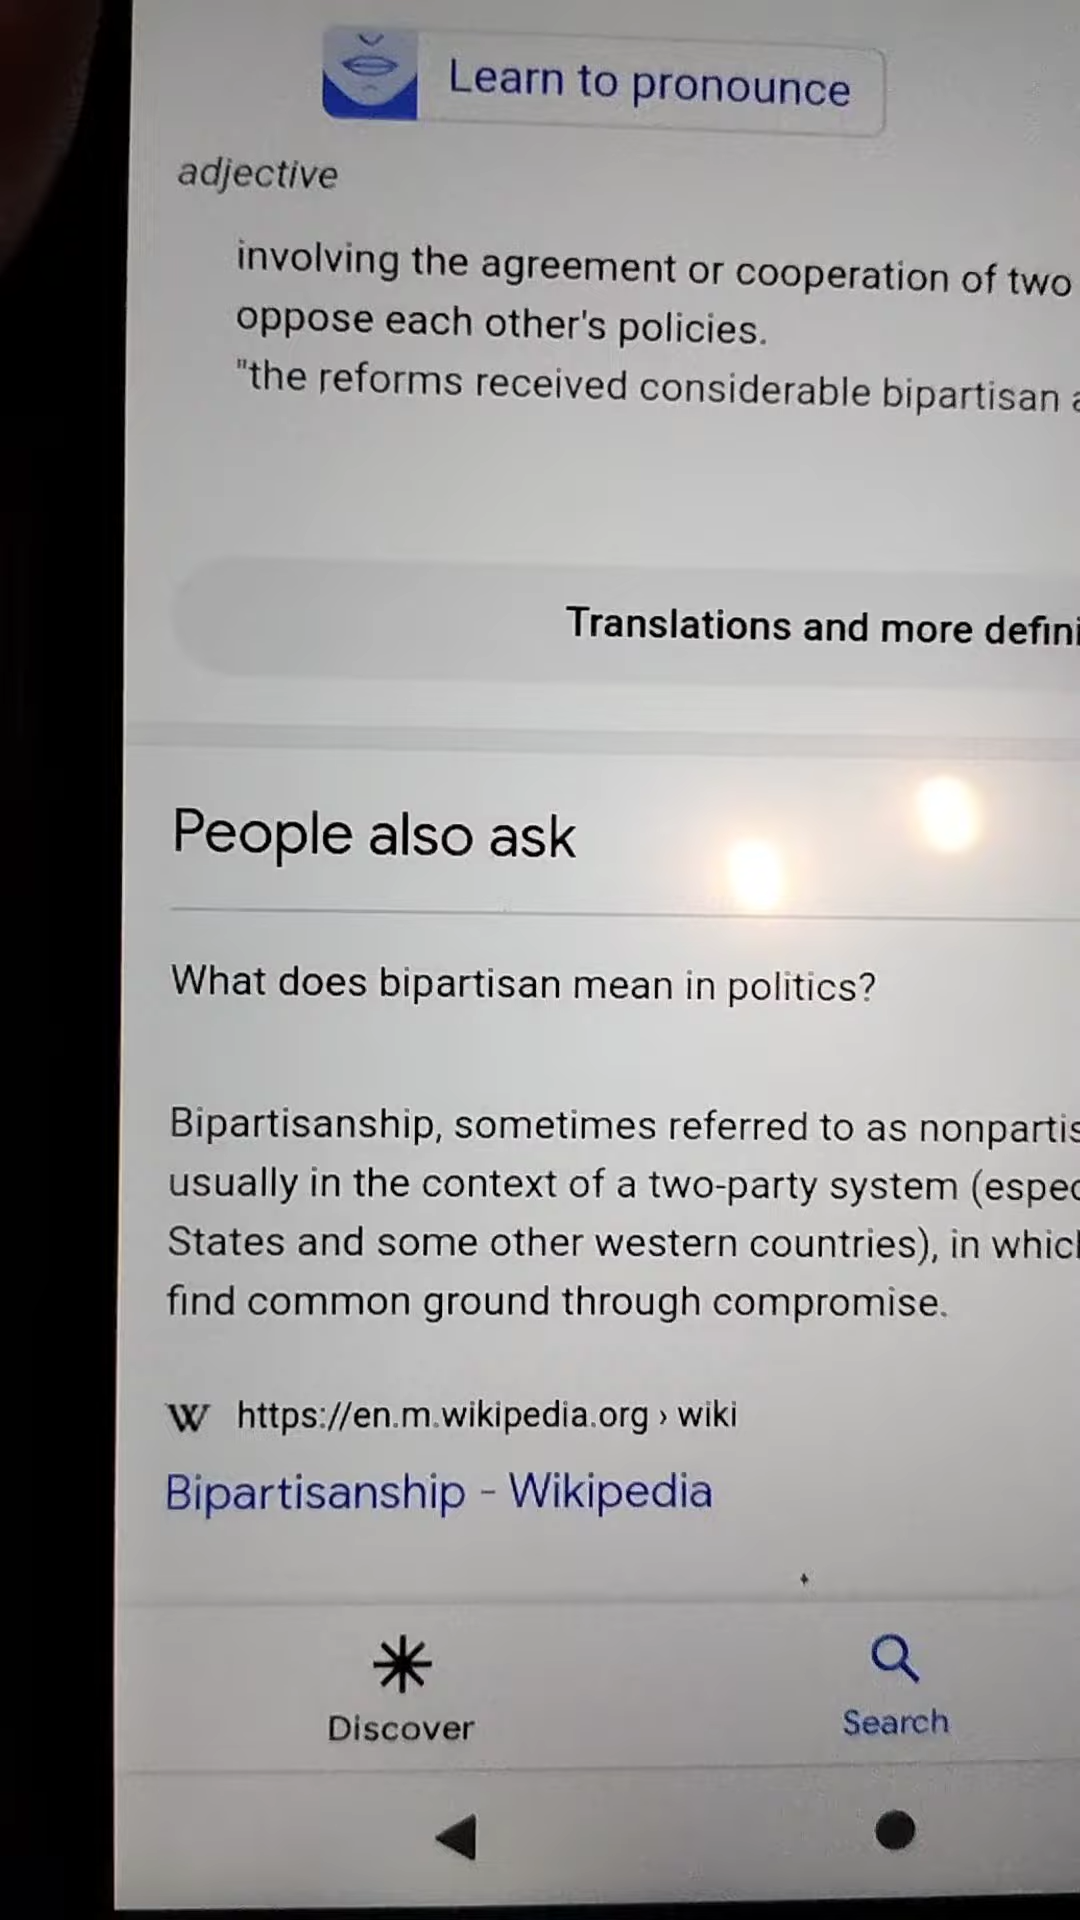 Learn to pronounce
adjective
involving the agreement or cooperation of two
oppose each other's policies.
"the reforms received considerable bipartisan
Translations and more
People also ask
What does bipartisan mean in politics?
Bipartisanship, sometimes referred to as
usually in the context of a two-party system
States and some other western countries), in
find common ground through compromise.
W https://en.m.wikipedia.org › wiki
Bipartisanship - Wikipedia
Discover
Search